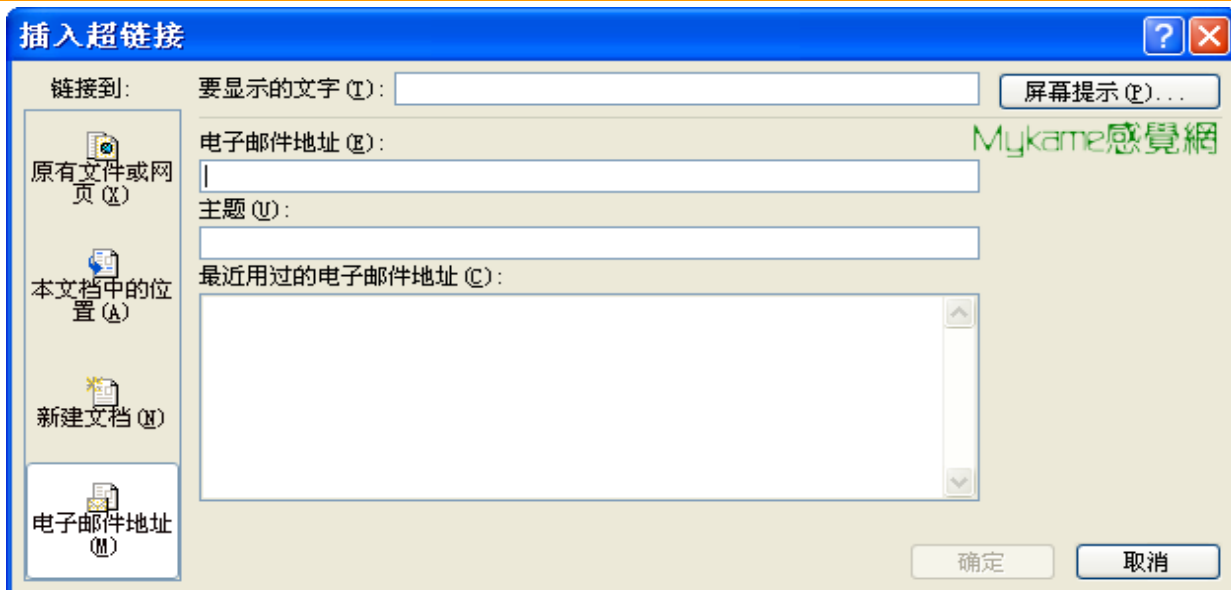 插入超链接
链接到:
要显示的文字(T):
屏幕提示(P)...
Mykame感覺網
原有文件或网
页(X)
本文档中的位
置(A)
新建文档(N)
电子邮件地址
(M)
电子邮件地址(E):
主题(U):
最近用过的电子邮件地址(C):
确定
取消